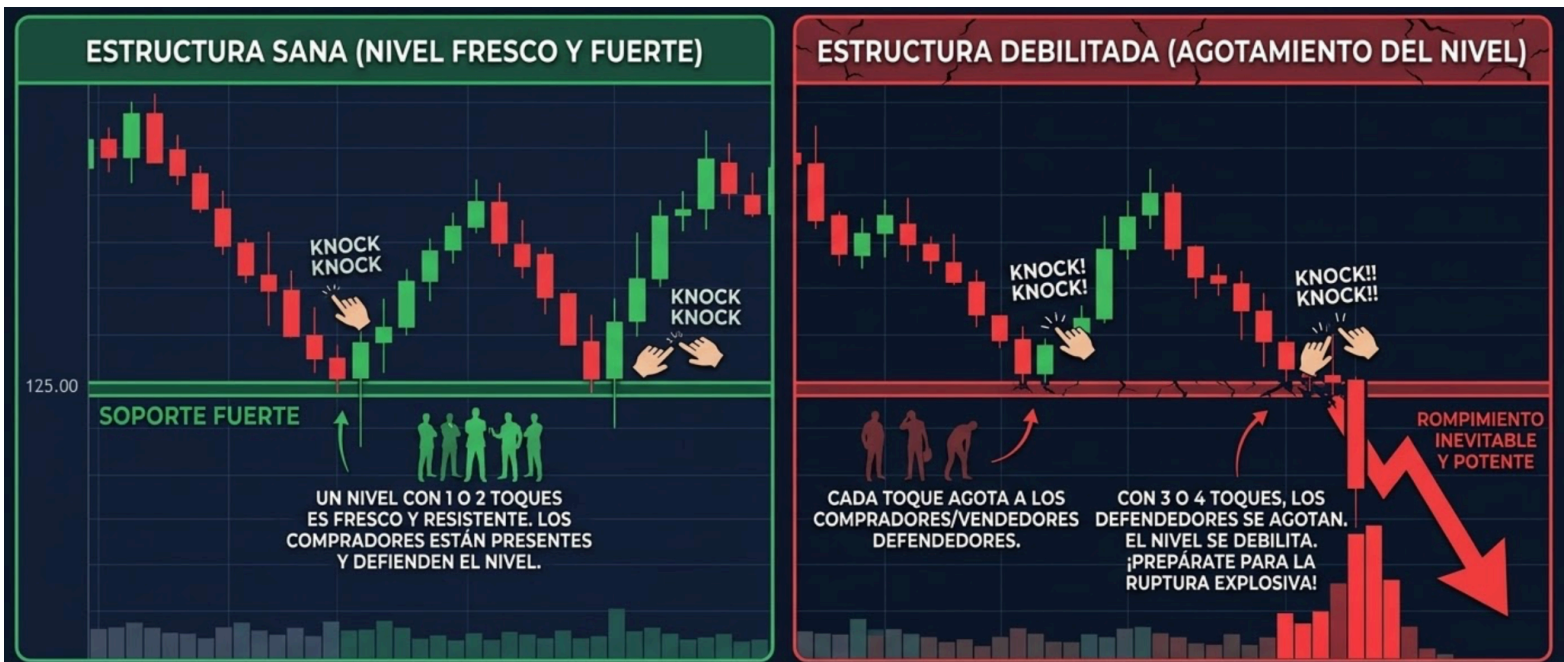 ESTRUCTURA SANA (NIVEL FRESCO Y FUERTE)
KNOCK
KNOCK
KNOCK
KNOCK
125.00
SOPORTE FUERTE
UN NIVEL CON 1 O 2 TOQUES
ES FRESCO Y RESISTENTE. LOS
COMPRADORES ESTÁN PRESENTES
Y DEFIENDEN EL NIVEL.
ESTRUCTURA DEBILITADA (AGOTAMIENTO DEL NIVEL)
KNOCK!
KNOCK!
KNOCK!!
KNOCK!!
ROMPIMIENTO
INEVITABLE
Y POTENTE
CADA TOQUE AGOTA A LOS
COMPRADORES/VENDEDORES
DEFENDEDORES.
CON 3 O 4 TOQUES, LOS
DEFENDEDORES SE AGOTAN.
EL NIVEL SE DEBILITA.
¡PREPÁRATE PARA LA
RUPTURA EXPLOSIVA!